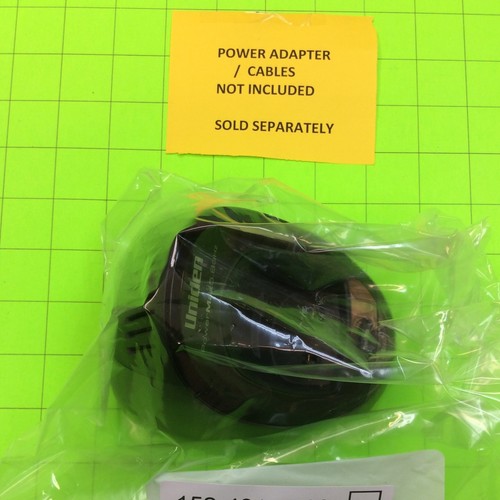 POWER ADAPTER
/ CABLES
NOT INCLUDED
SOLD SEPARATELY
Uniden